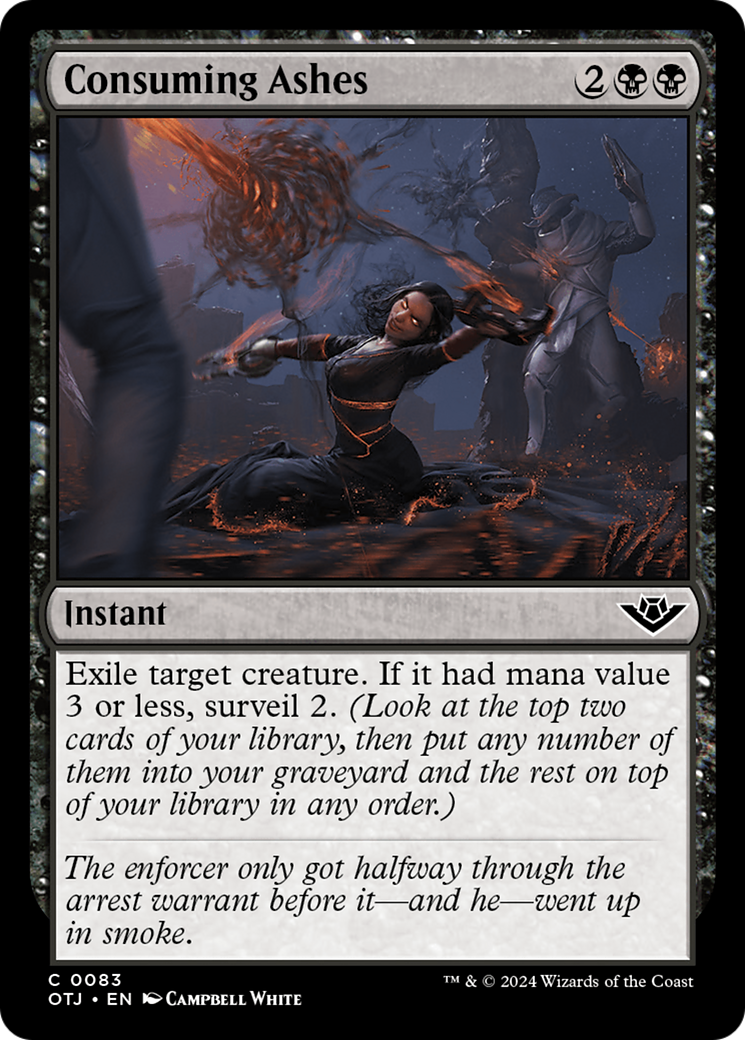 Consuming Ashes 2
Instant
Exile target creature. If it had mana value
3 or less, surveil 2. (Look at the top two
cards of your library, then put any number of
them into your graveyard and the rest on top
of your library in any order.)
The enforcer only got halfway through the
arrest warrant before it—and he—went up
in smoke.
C 0083
™ & © 2024 Wizards of the Coast
OTJ • EN Campbell White